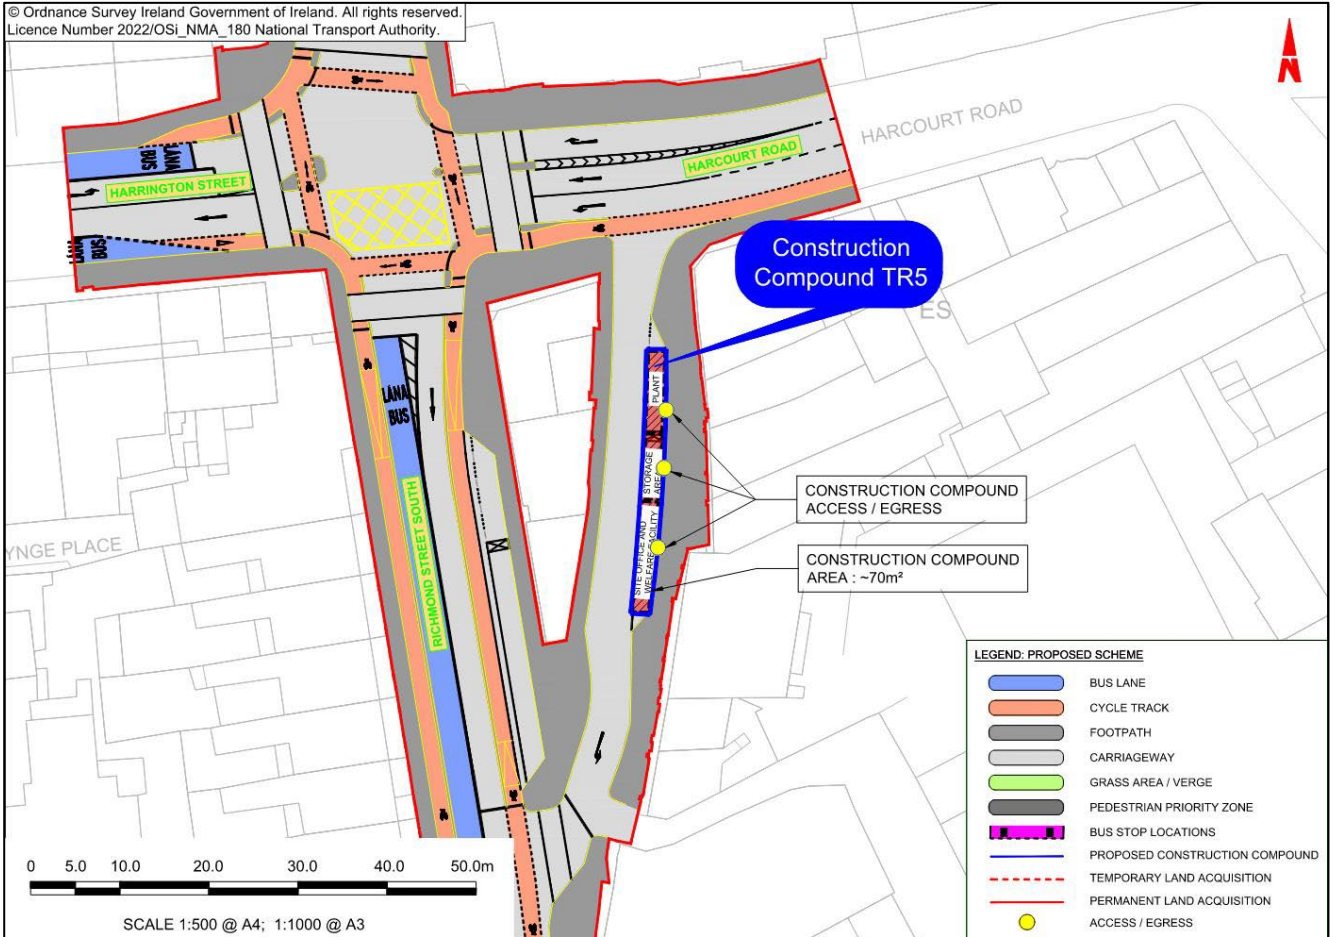 © Ordnance Survey Ireland Government of Ireland. All rights reserved.
Licence Number 2022/OSi_NMA_180 National Transport Authority.
N
HARCOURT ROAD
LANA
BUS
HARRINGTON STREET
HARCOURT ROAD
LANA
BUS
Construction
Compound TR5
ES
PLANT
LÁNA
BUS
STORAGE
AREA
CONSTRUCTION COMPOUND
ACCESS / EGRESS
SITE OFFICE AND
WELFARE FACILITY
YNGE PLACE
RICHMOND STREET SOUTH
CONSTRUCTION COMPOUND
AREA : ~70m²
LEGEND: PROPOSED SCHEME
BUS LANE
CYCLE TRACK
FOOTPATH
CARRIAGEWAY
GRASS AREA / VERGE
PEDESTRIAN PRIORITY ZONE
BUS STOP LOCATIONS
PROPOSED CONSTRUCTION COMPOUND
TEMPORARY LAND ACQUISITION
PERMANENT LAND ACQUISITION
ACCESS / EGRESS
0 5.0 10.0 20.0 30.0 40.0 50.0m
SCALE 1:500 @ A4; 1:1000 @ A3